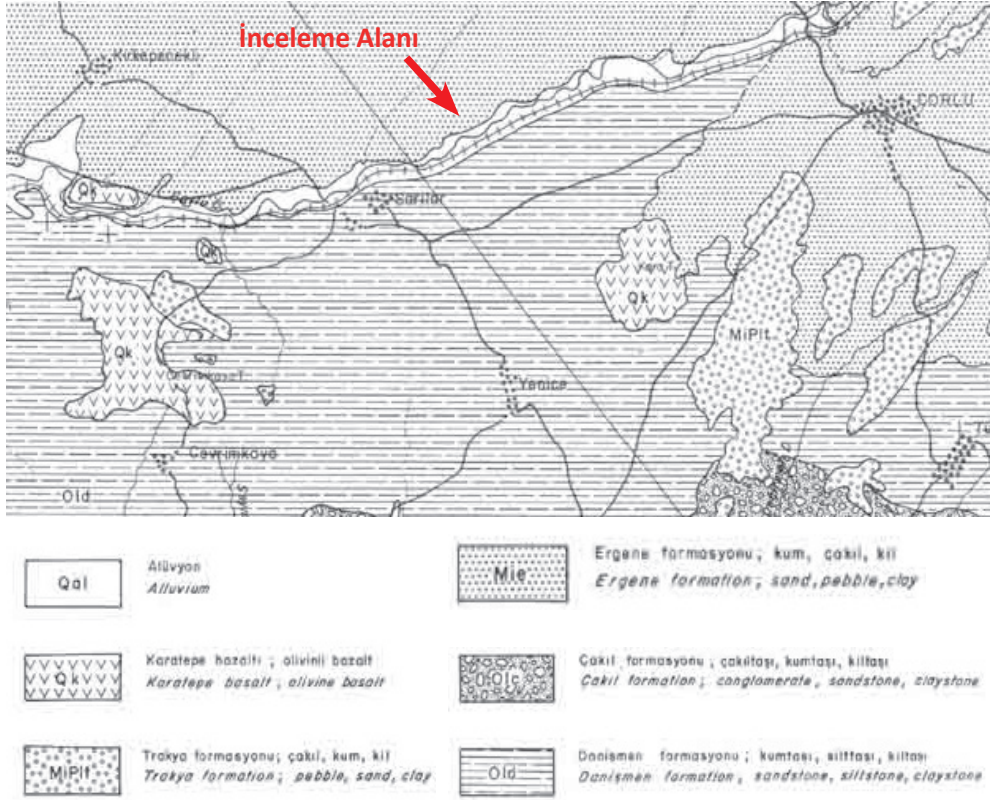 İnceleme Alanı
Kırkepenekli
ÇORLU
Qk
Sarılar
Qk
Qk
MiPlt
Qk
Yenice
Çevrimkaya
Old
Qal
Alüvyon
Alluvium
Mie
Ergene formasyonu; kum, çakıl, kil
Ergene formation; sand, pebble, clay
Qk
Karatepe bazaltı; olivinli bazalt
Karatepe basalt; olivine basalt
Olç
Çakıl formasyonu; çakıltaşı, kumtaşı, kiltaşı
Çakıl formation; conglomerate, sandstone, claystone
MiPlt
Trakya formasyonu; çakıl, kum, kil
Trakya formation; pebble, sand, clay
Old
Danişmen formasyonu; kumtaşı, silttaşı, kiltaşı
Danişmen formation, sandstone, siltstone, claystone